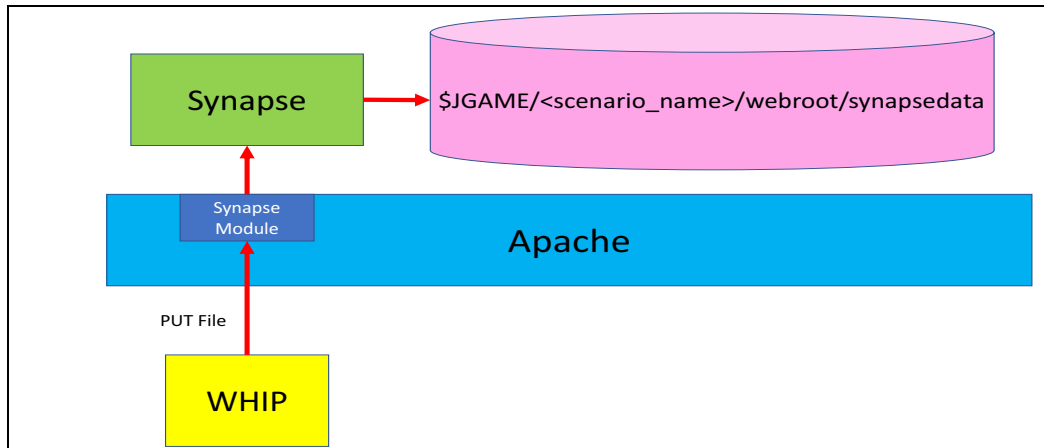 Synapse
$JGAME/<scenario_name>/webroot/synapsedata
Synapse
Module
Apache
PUT File
WHIP